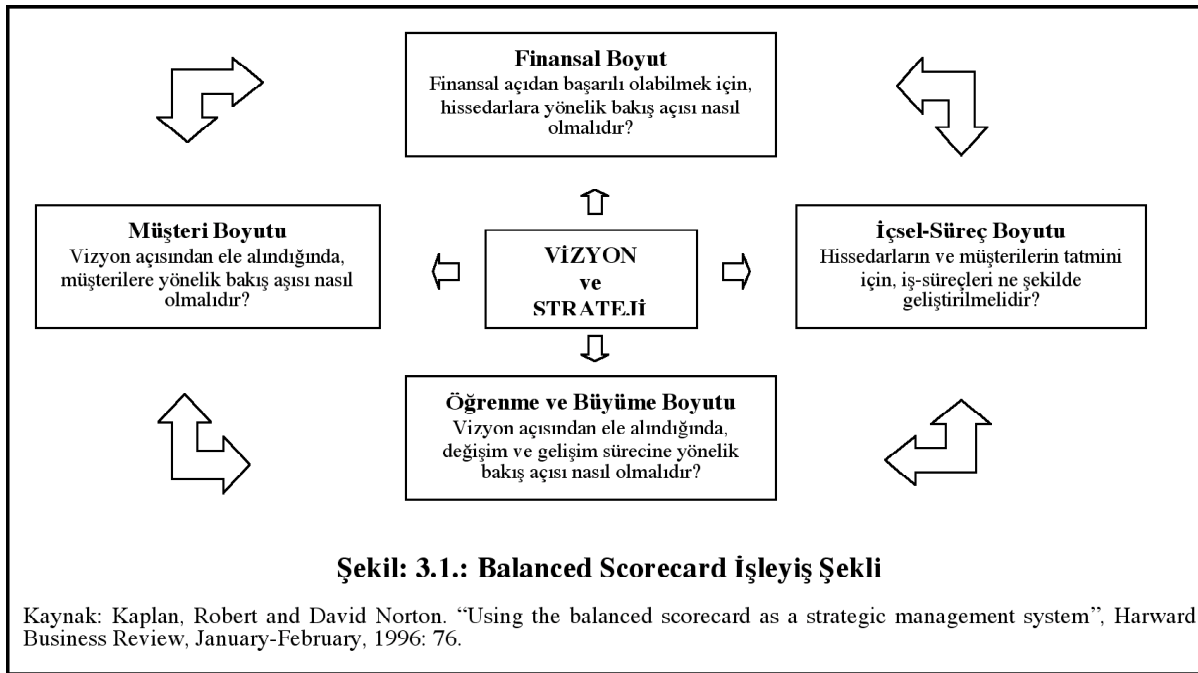 Finansal Boyut
Finansal açıdan başarılı olabilmek için,
hissedarlara yönelik bakış açısı nasıl
olmalıdır?
Müşteri Boyutu
Vizyon açısından ele alındığında,
müşterilere yönelik bakış aşısı nasıl
olmalıdır?
VİZYON
ve
STRATEJİ
İçsel-Süreç Boyutu
Hissedarların ve müşterilerin tatmini
için, iş-süreçleri ne şekilde
geliştirilmelidir?
Öğrenme ve Büyüme Boyutu
Vizyon açısından ele alındığında,
değişim ve gelişim sürecine yönelik
bakış açısı nasıl olmalıdır?
Şekil: 3.1.: Balanced Scorecard İşleyiş Şekli
Kaynak: Kaplan, Robert and David Norton. “Using the balanced scorecard as a strategic management system”, Harward
Business Review, January-February, 1996: 76.